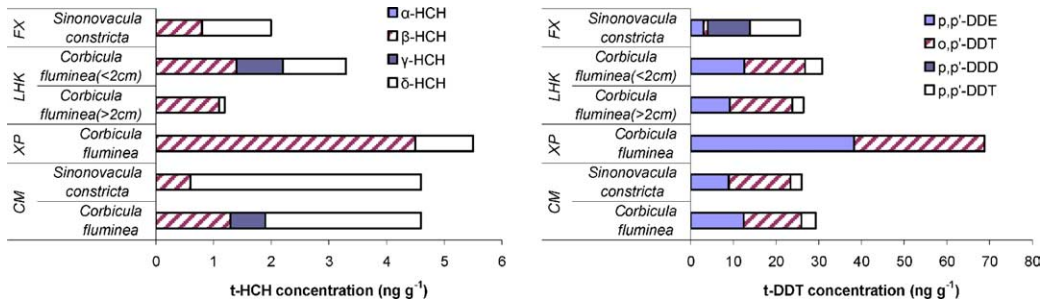 FX
Sinonovacula
constricta
LHK
Corbicula
fluminea(<2cm)
Corbicula
fluminea(>2cm)
XP
Corbicula
fluminea
CM
Sinonovacula
constricta
Corbicula
fluminea
α-HCH
β-HCH
γ-HCH
δ-HCH
0 1 2 3 4 5 6
t-HCH concentration (ng g⁻¹)
FX
Sinonovacula
constricta
LHK
Corbicula
fluminea(<2cm)
Corbicula
fluminea(>2cm)
XP
Corbicula
fluminea
CM
Sinonovacula
constricta
Corbicula
fluminea
p,p'-DDE
o,p'-DDT
p,p'-DDD
p,p'-DDT
0 10 20 30 40 50 60 70 80
t-DDT concentration (ng g⁻¹)